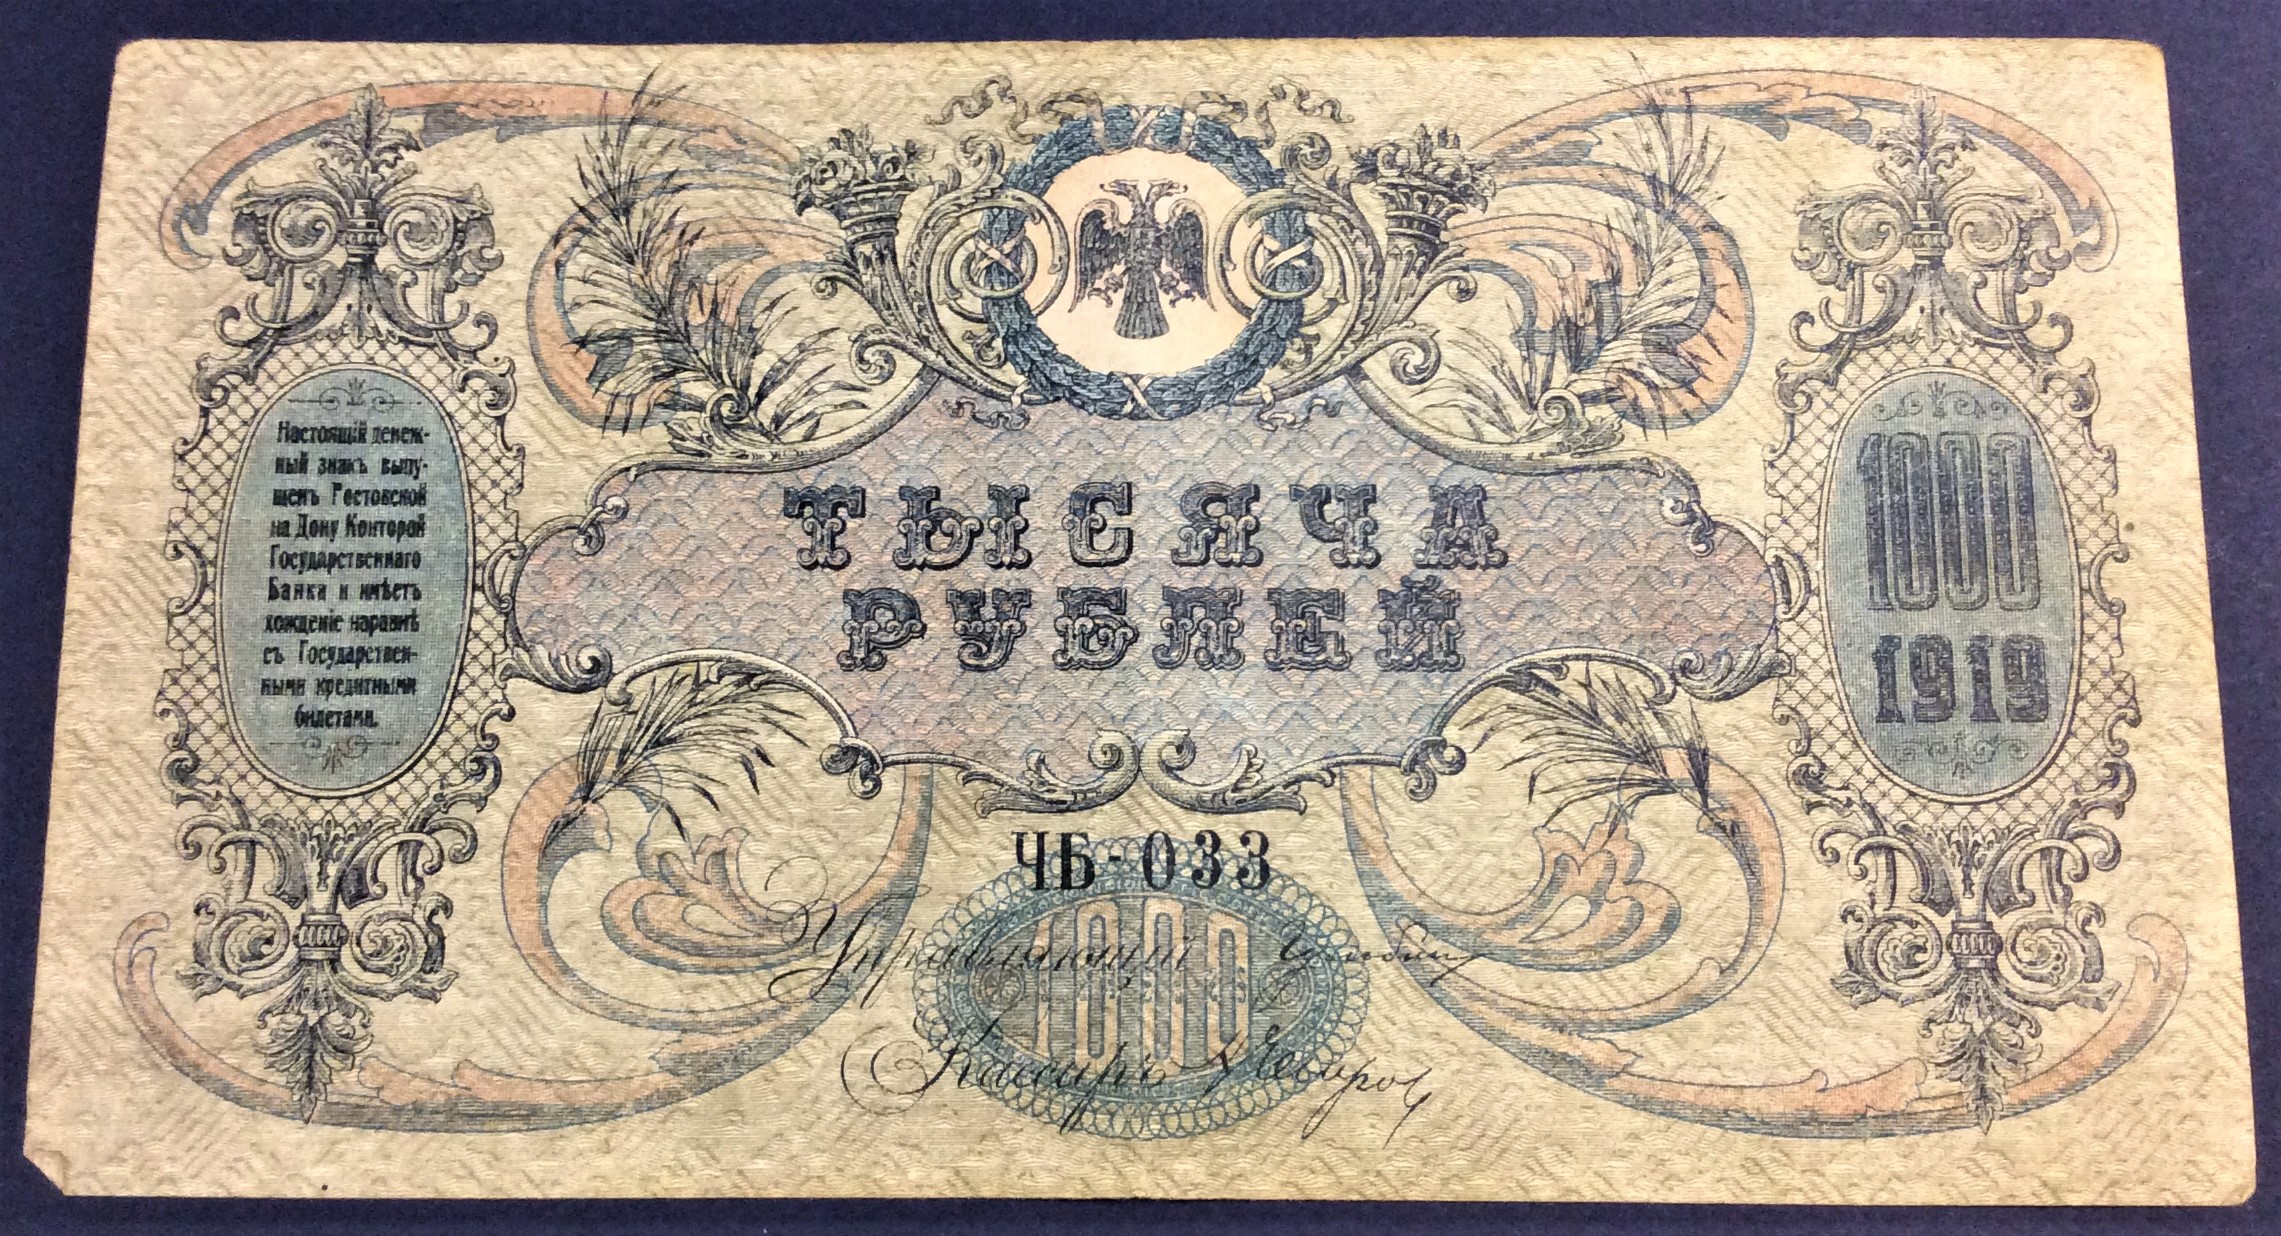 Настоящій денеж-
ный знакъ выпу-
щенъ Ростовской
на Дону Конторой
Государственнаго
Банка и имѣетъ
хожденіе наравнѣ
съ Государствен-
ными кредитными
билетами.
ТЫСЯЧА
РУБЛЕЙ
1000
1919
ЧБ-033
1000
Управляющій
Кассиръ